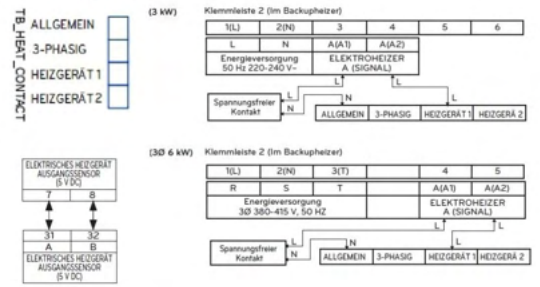 TB_HEAT_CONTACT
ALLGEMEIN
3-PHASIG
HEIZGERÄT 1
HEIZGERÄT 2
(3 kW) Klemmleiste 2 (Im Backupheizer)
1(L) 2(N) 3 4 5 6
L N A(A1) A(A2)
Energieversorgung
50 Hz 220-240 V~
ELEKTROHEIZER
A (SIGNAL)
L L
Spannungsfreier
Kontakt
L
N
N
L
ALLGEMEIN 3-PHASIG HEIZGERÄT 1 HEIZGERÄ 2
ELEKTRISCHES HEIZGERÄT
AUSGANGSSENSOR
(5 V DC)
7 8
31 32
A B
ELEKTRISCHES HEIZGERÄT
AUSGANGSSENSOR
(5 V DC)
(3Ø 6 kW) Klemmleiste 2 (Im Backupheizer)
1(L) 2(N) 3(T) 4 5
R S T A(A1) A(A2)
Energieversorgung
3Ø 380-415 V, 50 HZ
ELEKTROHEIZER
A (SIGNAL)
L L
Spannungsfreier
Kontakt
L
N
N
L
ALLGEMEIN 3-PHASIG HEIZGERÄT 1 HEIZGERÄ 2